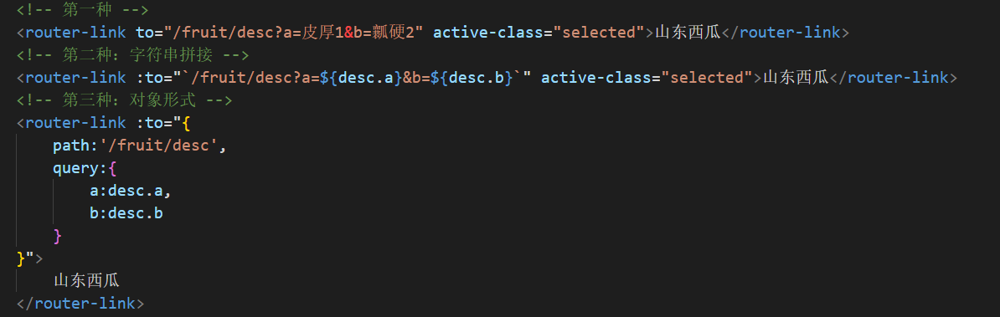 <!-- 第一种 -->
<router-link to="/fruit/desc?a=皮厚1&b=瓤硬2" active-class="selected">山东西瓜</router-link>
<!-- 第二种：字符串拼接 -->
<router-link :to="`/fruit/desc?a=${desc.a}&b=${desc.b}`" active-class="selected">山东西瓜</router-link>
<!-- 第三种：对象形式 -->
<router-link :to="{
    path:'/fruit/desc',
    query:{
        a:desc.a,
        b:desc.b
    }
}">
    山东西瓜
</router-link>